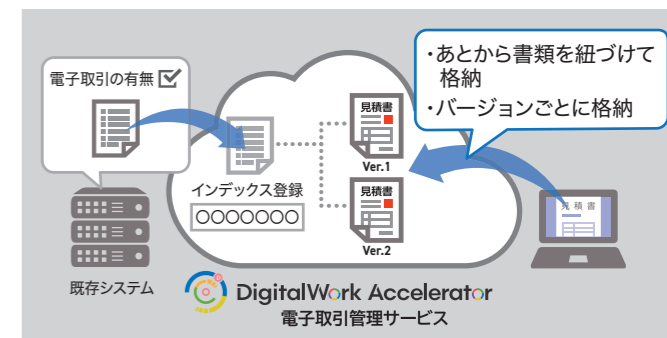 電子取引の有無
既存システム
インデックス登録
○○○○○○○
見積書
Ver.1
見積書
Ver.2
・あとから書類を紐づけて
格納
・バージョンごとに格納
見積書
DigitalWork Accelerator
電子取引管理サービス